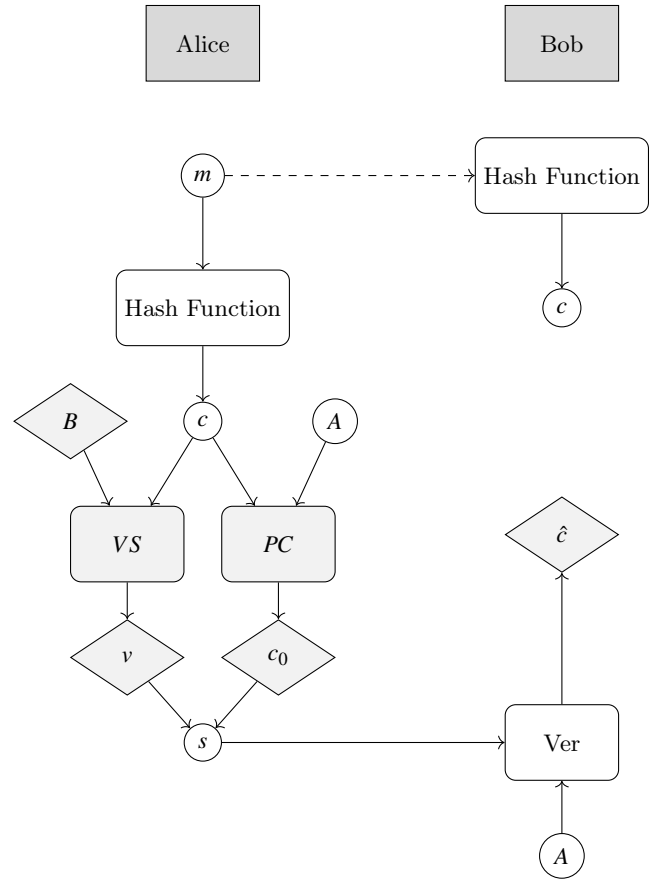 Alice
Bob
m
Hash Function
Hash Function
c
B
c
A
VS
PC
ĉ
v
c₀
s
Ver
A